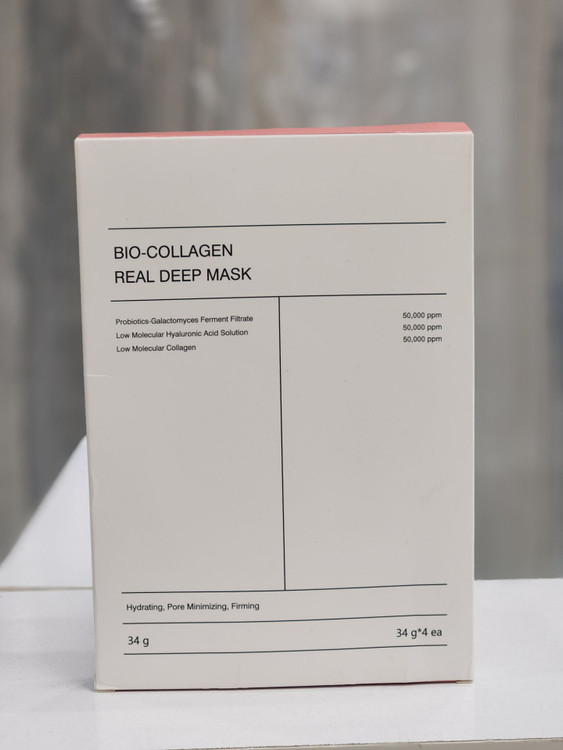 BIO-COLLAGEN
REAL DEEP MASK
Probiotics-Galactomyces Ferment Filtrate 50,000 ppm
Low Molecular Hyaluronic Acid Solution 50,000 ppm
Low Molecular Collagen 50,000 ppm
Hydrating, Pore Minimizing, Firming
34 g 34 g*4 ea